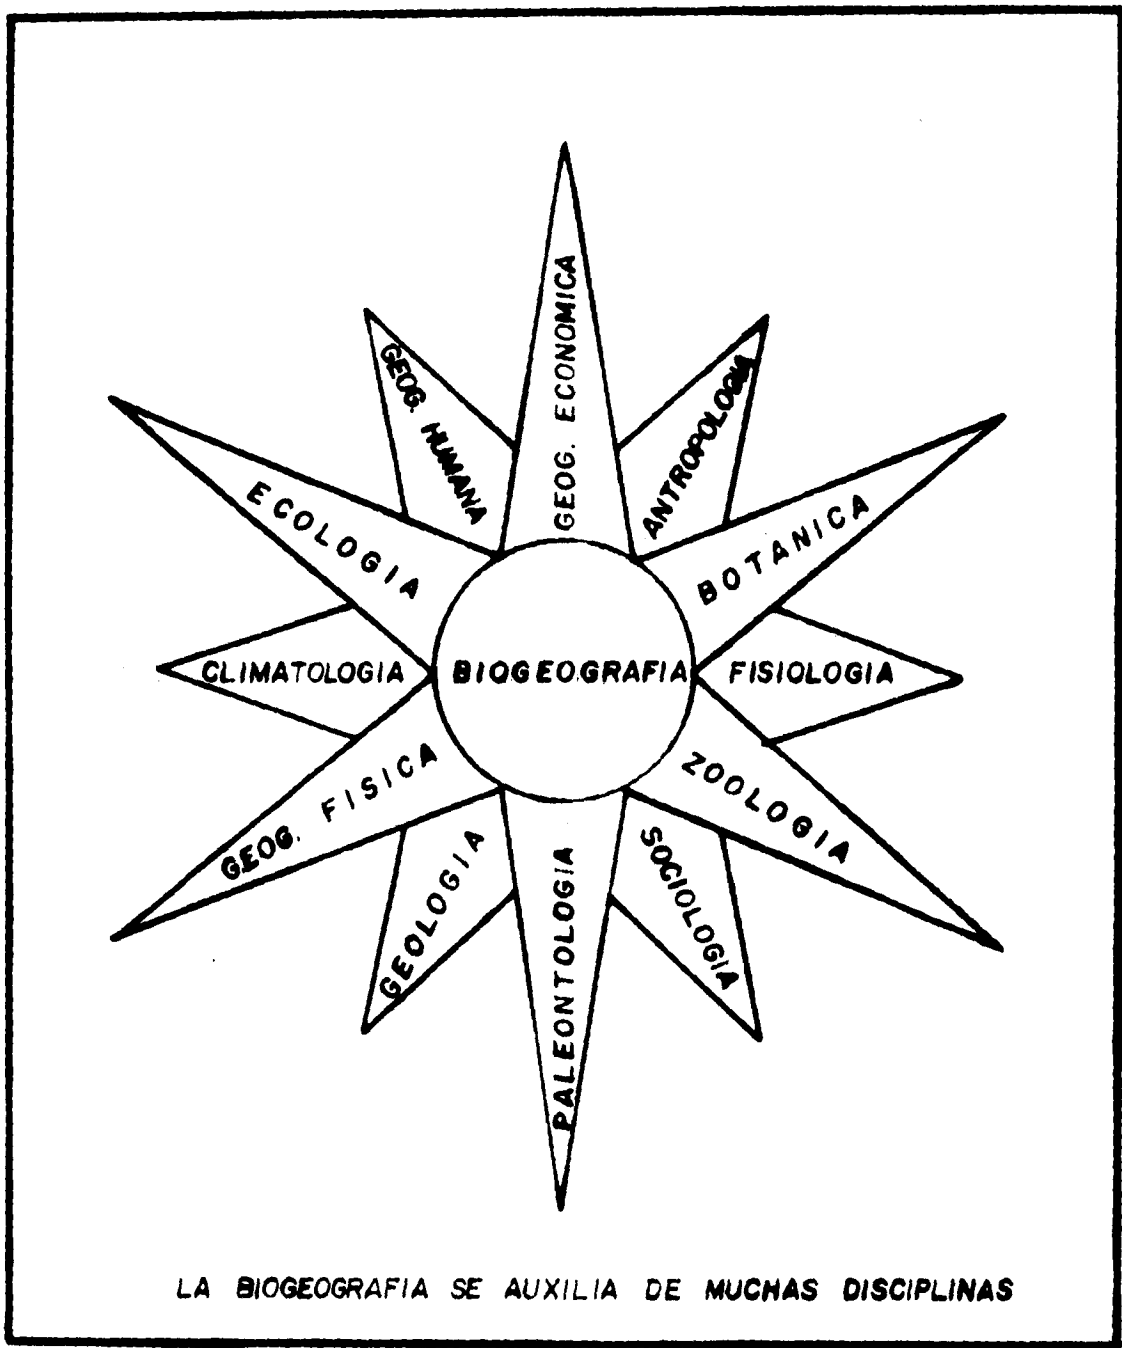 GEOG. ECONOMICA
GEOG. HUMANA
ANTROPOLOGIA
ECOLOGIA
BOTANICA
CLIMATOLOGIA
BIOGEOGRAFIA
FISIOLOGIA
GEOG. FISICA
ZOOLOGIA
GEOLOGIA
PALEONTOLOGIA
SOCIOLOGIA
LA BIOGEOGRAFIA SE AUXILIA DE MUCHAS DISCIPLINAS